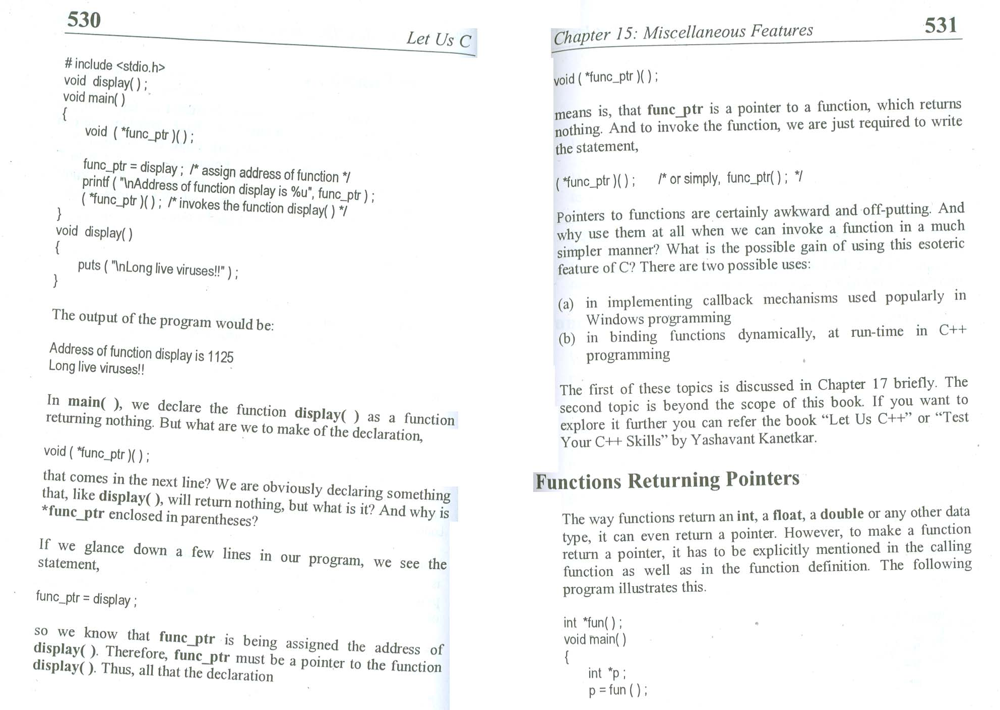 530
Let Us C
# include <stdio.h>
void display( ) ;
void main( )
{
void ( *func_ptr )( ) ;
func_ptr = display ; /* assign address of function */
printf ( "\nAddress of function display is %u", func_ptr ) ;
( *func_ptr )( ) ; /* invokes the function display( ) */
}
void display( )
{
puts ( "\nLong live viruses!!" ) ;
}
The output of the program would be:
Address of function display is 1125
Long live viruses!!
In main( ), we declare the function display( ) as a function
returning nothing. But what are we to make of the declaration,
void ( *func_ptr )( ) ;
that comes in the next line? We are obviously declaring something
that, like display( ), will return nothing, but what is it? And why is
*func_ptr enclosed in parentheses?
If we glance down a few lines in our program, we see the
statement,
func_ptr = display ;
so we know that func_ptr is being assigned the address of
display( ). Therefore, func_ptr must be a pointer to the function
display( ). Thus, all that the declaration
Chapter 15: Miscellaneous Features
531
void ( *func_ptr )( ) ;
means is, that func_ptr is a pointer to a function, which returns
nothing. And to invoke the function, we are just required to write
the statement,
( *func_ptr )( ) ; /* or simply, func_ptr( ) ; */
Pointers to functions are certainly awkward and off-putting. And
why use them at all when we can invoke a function in a much
simpler manner? What is the possible gain of using this esoteric
feature of C? There are two possible uses:
(a) in implementing callback mechanisms used popularly in
Windows programming
(b) in binding functions dynamically, at run-time in C++
programming
The first of these topics is discussed in Chapter 17 briefly. The
second topic is beyond the scope of this book. If you want to
explore it further you can refer the book “Let Us C++” or “Test
Your C++ Skills” by Yashavant Kanetkar.
Functions Returning Pointers
The way functions return an int, a float, a double or any other data
type, it can even return a pointer. However, to make a function
return a pointer, it has to be explicitly mentioned in the calling
function as well as in the function definition. The following
program illustrates this.
int *fun( ) ;
void main( )
{
int *p ;
p = fun ( ) ;